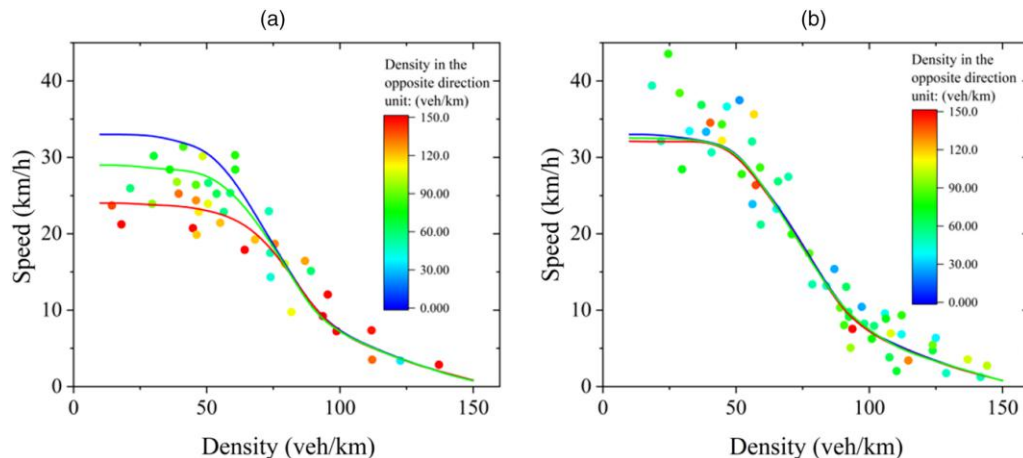 (a)
Density in the
opposite direction
unit: (veh/km)
150.0
120.0
90.00
60.00
30.00
0.000
40
30
20
10
0
Speed (km/h)
0
50
100
150
Density (veh/km)
(b)
Density in the
opposite direction
unit: (veh/km)
150.0
120.0
90.00
60.00
30.00
0.000
40
30
20
10
0
Speed (km/h)
0
50
100
150
Density (veh/km)